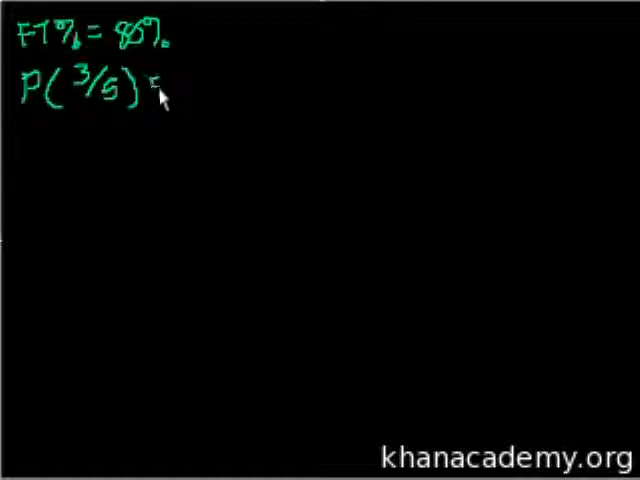 FT% = 80%
P(3/5) =
khanacademy.org